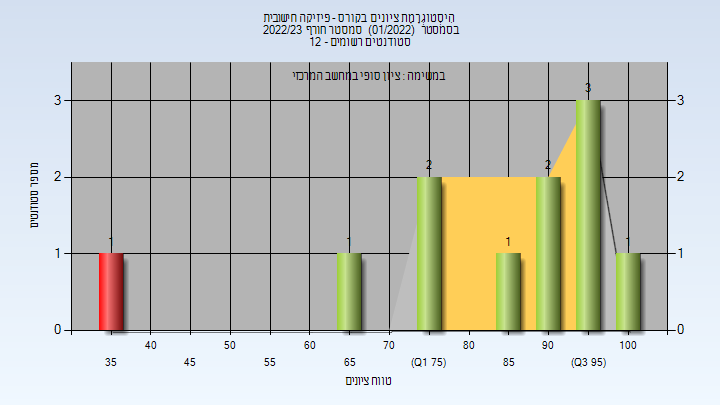 היסטוגרמת ציונים בקורס - פיזיקה חישובית
בסמסטר (01/2022) סמסטר חורף 2022/23
סטודנטים רשומים - 12
במשימה : ציון סופי במחשב המרכזי
מספר סטודנטים
3 3
2 2
1 1
0 0
1 1 2 1 2 3 1
40 50 60 70 80 90 100
35 45 55 65 (Q1 75) 85 (Q3 95)
טווח ציונים